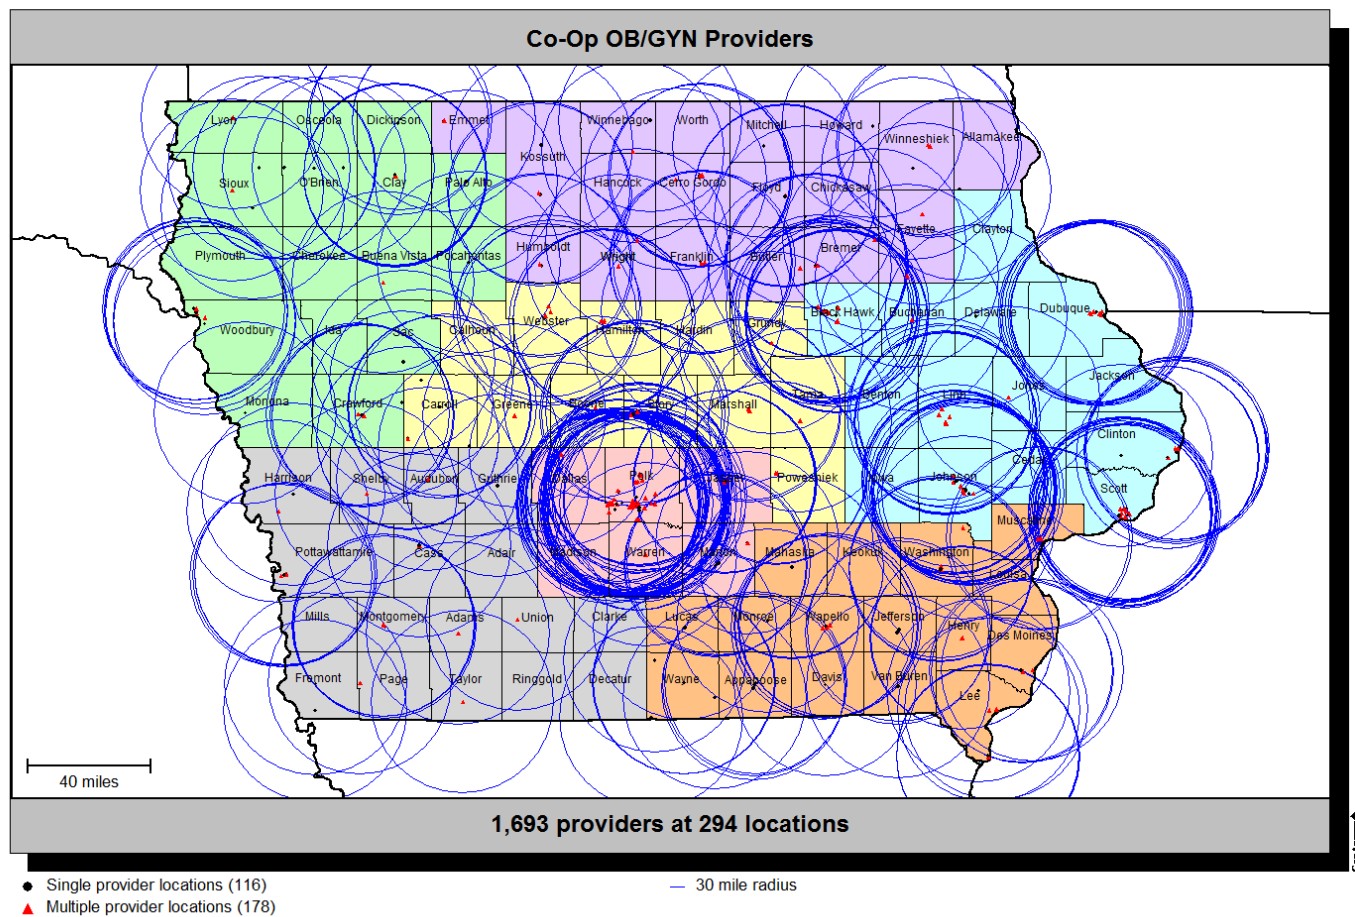 Co-Op OB/GYN Providers
Lyon Osceola Dickinson Emmet Winnebago Worth Mitchell Howard Winneshiek Allamakee
Sioux O'Brien Clay Palo Alto Kossuth Hancock Cerro Gordo Floyd Chickasaw
Plymouth Cherokee Buena Vista Pocahontas Humboldt Wright Franklin Butler Bremer Fayette Clayton
Woodbury Ida Sac Calhoun Webster Hamilton Hardin Grundy Black Hawk Buchanan Delaware Dubuque
Monona Crawford Carroll Greene Boone Story Marshall Tama Benton Linn Jones Jackson
Harrison Shelby Audubon Guthrie Dallas Polk Jasper Poweshiek Iowa Johnson Cedar Clinton
Scott
Pottawattamie Cass Adair Madison Warren Marion Mahaska Keokuk Washington Muscatine
Louisa
Mills Montgomery Adams Union Clarke Lucas Monroe Wapello Jefferson Henry Des Moines
Fremont Page Taylor Ringgold Decatur Wayne Appanoose Davis Van Buren Lee
40 miles
1,693 providers at 294 locations
Single provider locations (116)
30 mile radius
Multiple provider locations (178)